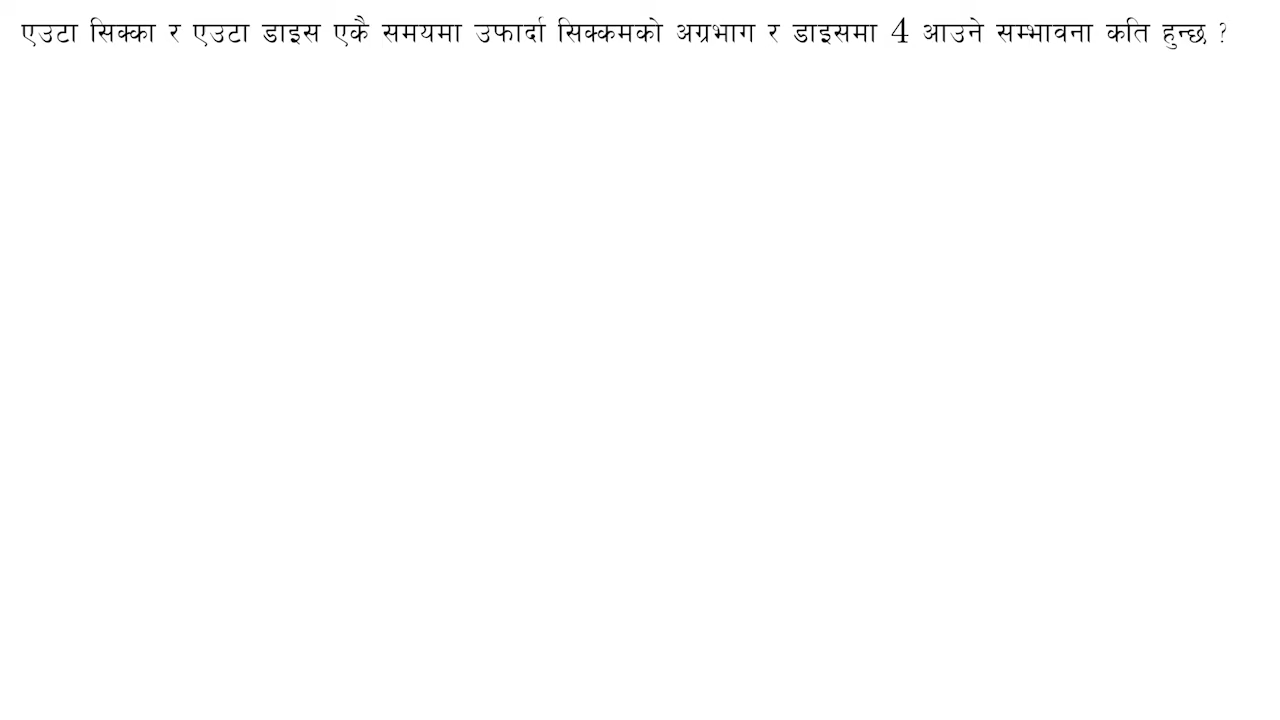 एउटा सिक्का र एउटा डाइस एकै समयमा उफार्दा सिक्कमको अग्रभाग र डाइसमा 4 आउने सम्भावना कति हुन्छ ?